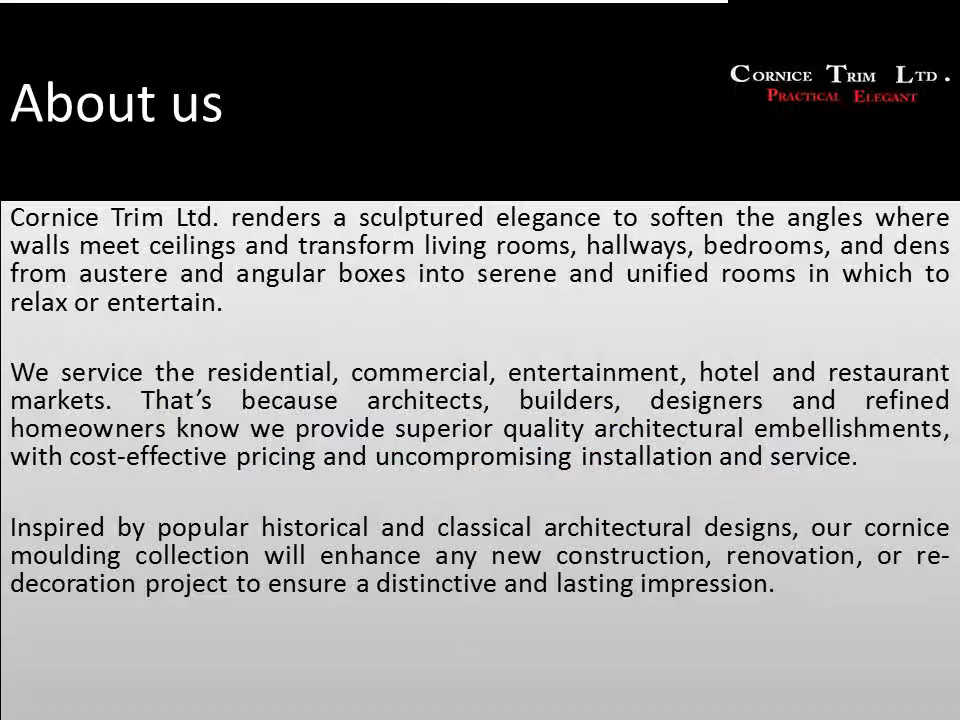 About us
CORNICE TRIM LTD.
PRACTICAL ELEGANT
Cornice Trim Ltd. renders a sculptured elegance to soften the angles where
walls meet ceilings and transform living rooms, hallways, bedrooms, and dens
from austere and angular boxes into serene and unified rooms in which to
relax or entertain.
We service the residential, commercial, entertainment, hotel and restaurant
markets. That’s because architects, builders, designers and refined
homeowners know we provide superior quality architectural embellishments,
with cost-effective pricing and uncompromising installation and service.
Inspired by popular historical and classical architectural designs, our cornice
moulding collection will enhance any new construction, renovation, or re-
decoration project to ensure a distinctive and lasting impression.